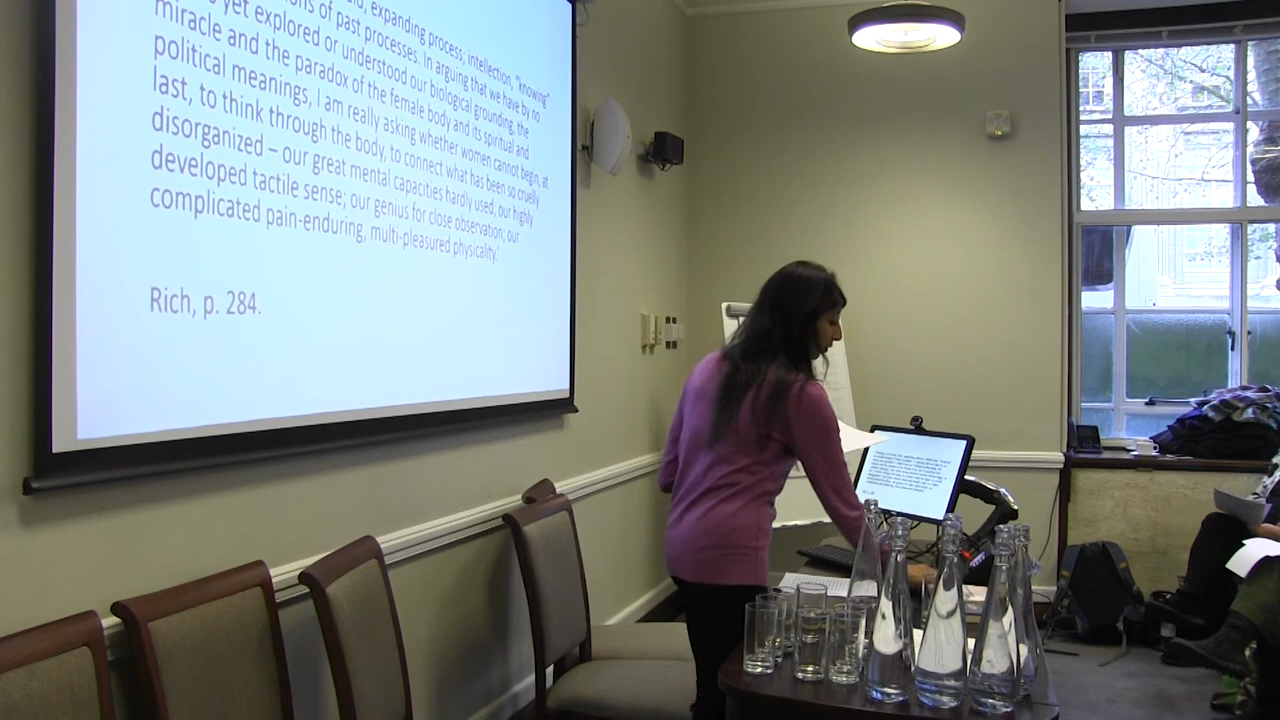 expanding process; intellection, "knowing"
of past processes. In arguing that we have by no
yet explored or understood our biological grounding, the
miracle and the paradox of the female body and its spiritual and
political meanings, I am really asking whether women cannot begin, at
last, to think through the body, to connect what has been so cruelly
disorganized – our great mental capacities hardly used; our highly
developed tactile sense; our genius for close observation; our
complicated pain-enduring, multi-pleasured physicality.'
Rich, p. 284.